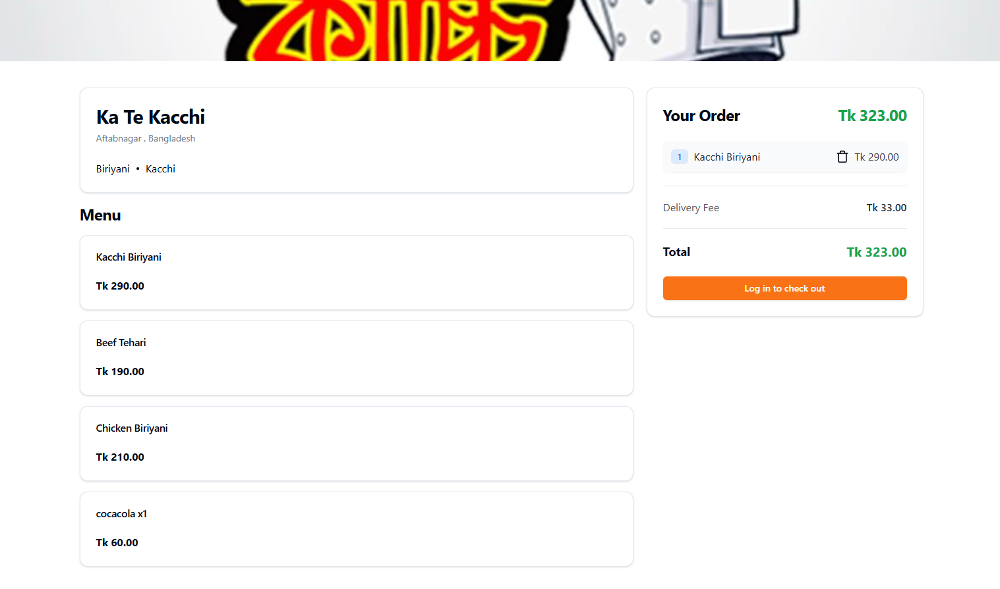 কাচ্চি
Ka Te Kacchi
Aftabnagar , Bangladesh
Biriyani • Kacchi
Menu
Kacchi Biriyani
Tk 290.00
Beef Tehari
Tk 190.00
Chicken Biriyani
Tk 210.00
cocacola x1
Tk 60.00
Your Order Tk 323.00
1 Kacchi Biriyani Tk 290.00
Delivery Fee Tk 33.00
Total Tk 323.00
Log in to check out